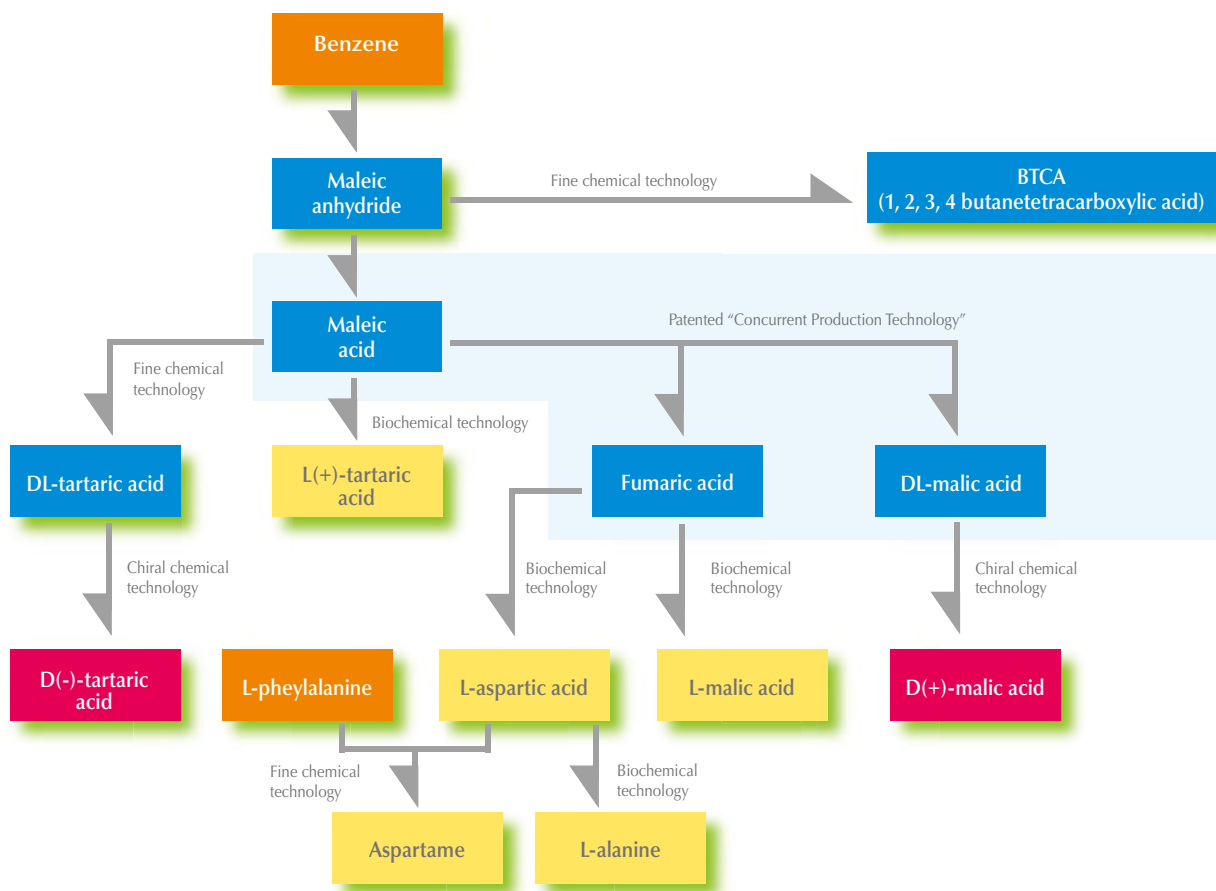 Benzene
Maleic
anhydride
Fine chemical technology
BTCA
(1, 2, 3, 4 butanetetracarboxylic acid)
Maleic
acid
Patented “Concurrent Production Technology”
Fine chemical
technology
Biochemical technology
DL-tartaric acid
L(+)-tartaric
acid
Fumaric acid
DL-malic acid
Chiral chemical
technology
Biochemical
technology
Biochemical
technology
Chiral chemical
technology
D(-)-tartaric
acid
L-pheylalanine
L-aspartic acid
L-malic acid
D(+)-malic acid
Fine chemical
technology
Biochemical
technology
Aspartame
L-alanine